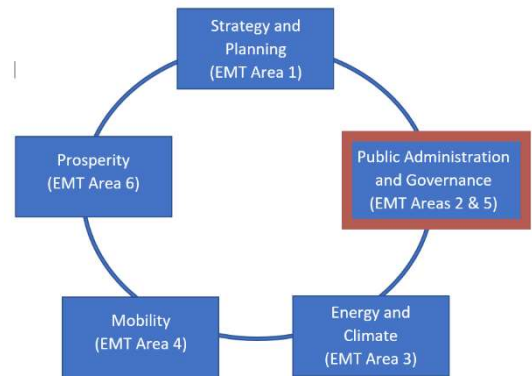 Strategy and
Planning
(EMT Area 1)
Public Administration
and Governance
(EMT Areas 2 & 5)
Energy and
Climate
(EMT Area 3)
Mobility
(EMT Area 4)
Prosperity
(EMT Area 6)